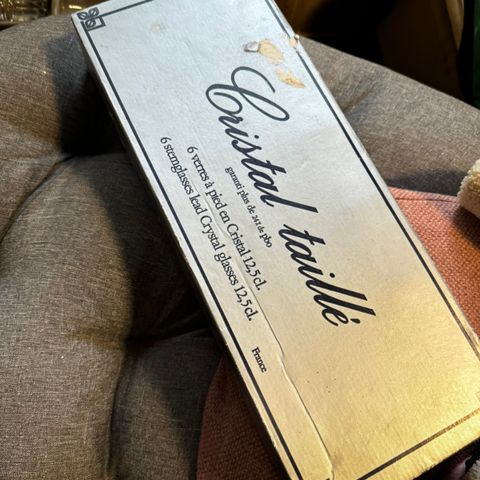 Cristal taillé
garanti plus de 24% de pbo
6 verres à pied en Cristal 12,5 cl.
6 stemglasses lead Crystal glasses 12,5 cl.
France